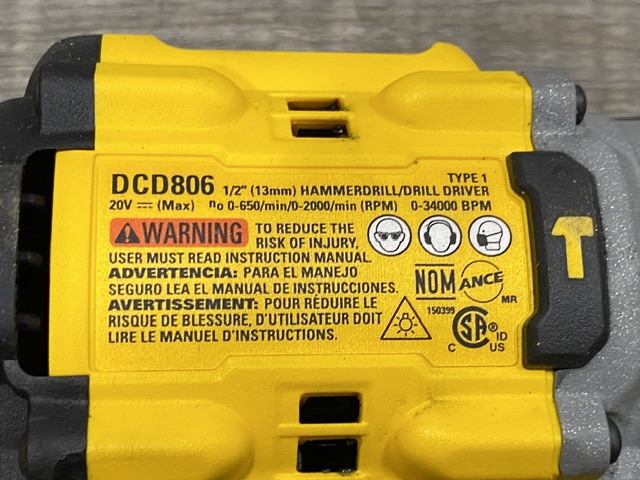 DCD806 1/2" (13mm) HAMMERDRILL/DRILL DRIVER TYPE 1
20V ⎓ (Max) no 0-650/min/0-2000/min (RPM) 0-34000 BPM
WARNING TO REDUCE THE
RISK OF INJURY,
USER MUST READ INSTRUCTION MANUAL.
ADVERTENCIA: PARA EL MANEJO
SEGURO LEA EL MANUAL DE INSTRUCCIONES.
AVERTISSEMENT: POUR RÉDUIRE LE
RISQUE DE BLESSURE, D'UTILISATEUR DOIT
LIRE LE MANUEL D'INSTRUCTIONS.
NOM ANCE
MR
150399
CSA®
C US
ID